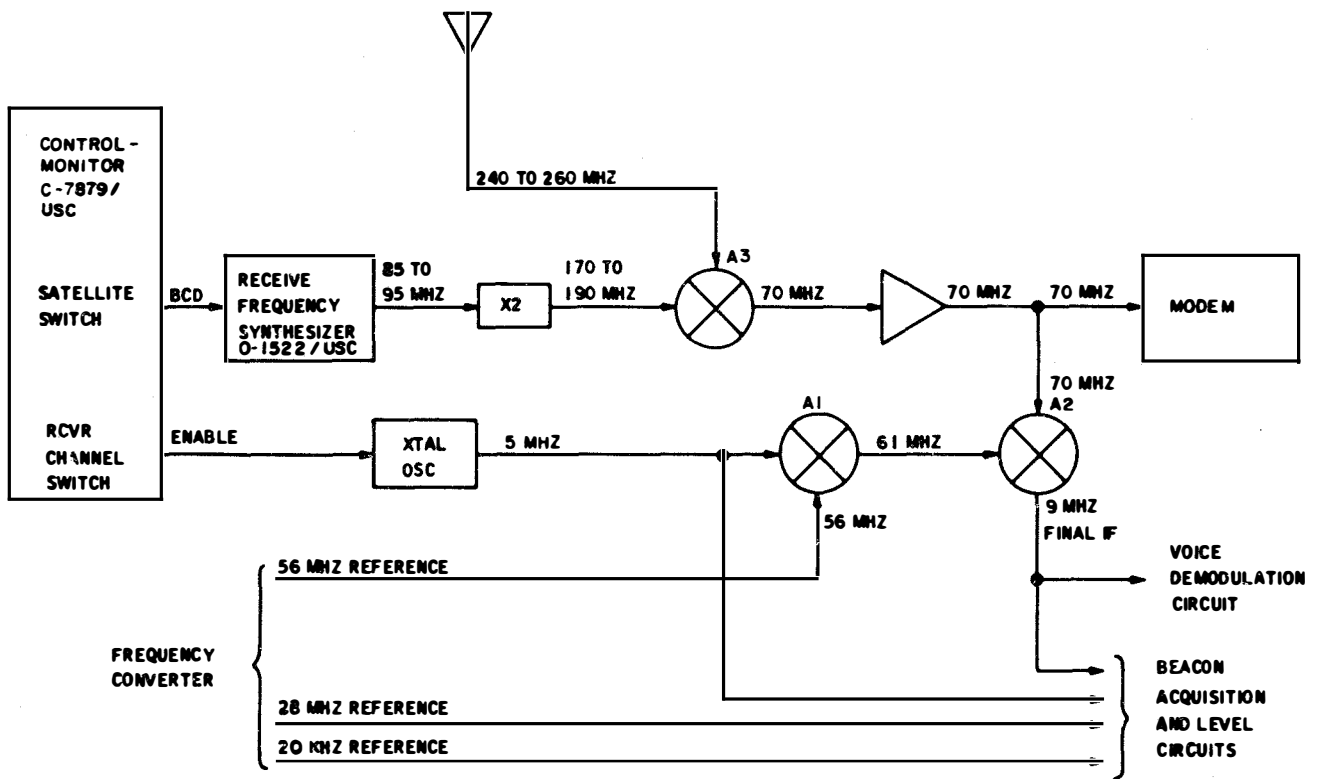 CONTROL-
MONITOR
C-7879/
USC
SATELLITE
SWITCH
RCVR
CHANNEL
SWITCH
BCD
RECEIVE
FREQUENCY
SYNTHESIZER
O-1522/USC
85 TO
95 MHZ
X2
170 TO
190 MHZ
240 TO 260 MHZ
A3
70 MHZ
70 MHZ
70 MHZ
MODEM
70 MHZ
A2
ENABLE
XTAL
OSC
5 MHZ
A1
61 MHZ
56 MHZ
9 MHZ
FINAL IF
VOICE
DEMODULATION
CIRCUIT
FREQUENCY
CONVERTER
56 MHZ REFERENCE
28 MHZ REFERENCE
20 KHZ REFERENCE
BEACON
ACQUISITION
AND LEVEL
CIRCUITS